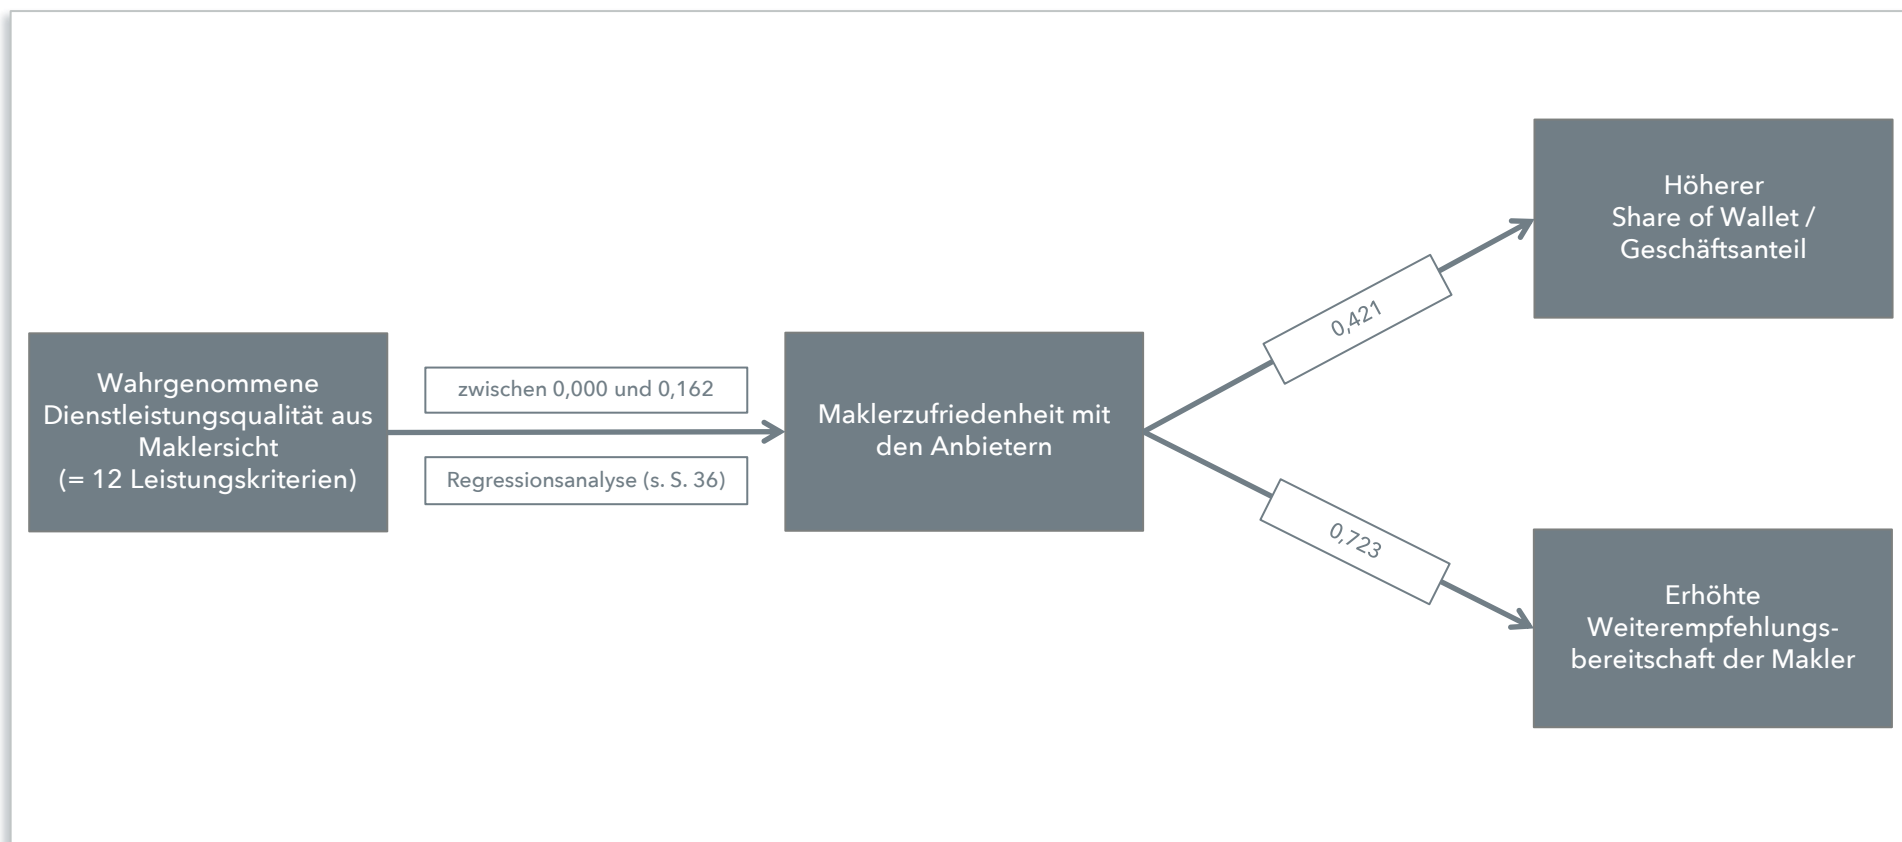 Wahrgenommene
Dienstleistungsqualität aus
Maklersicht
(= 12 Leistungskriterien)
zwischen 0,000 und 0,162
Regressionsanalyse (s. S. 36)
Maklerzufriedenheit mit
den Anbietern
0,421
0,723
Höherer
Share of Wallet /
Geschäftsanteil
Erhöhte
Weiterempfehlungs-
bereitschaft der Makler